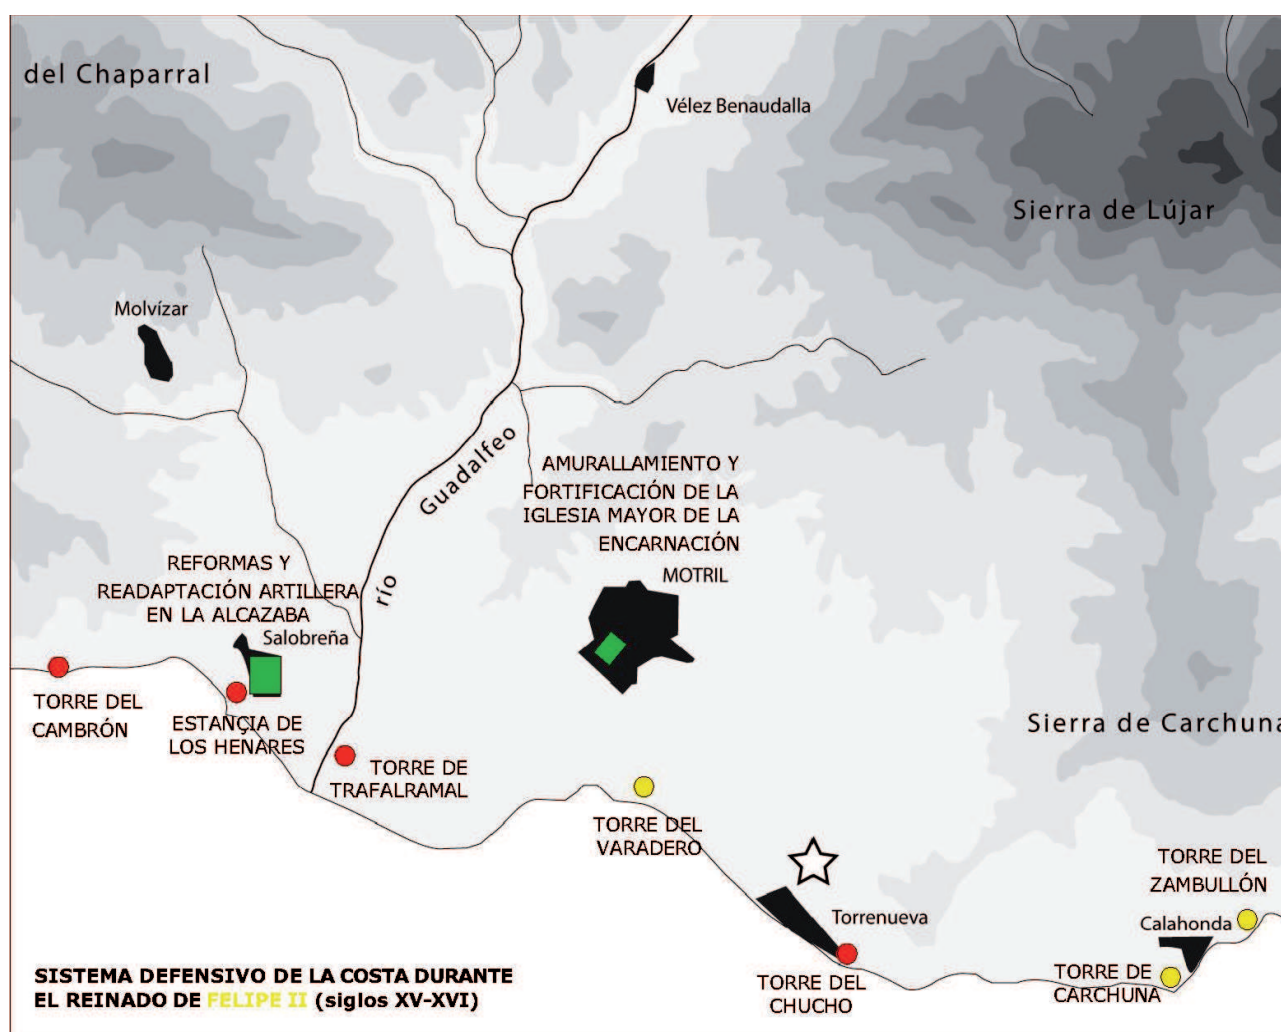 del Chaparral
Vélez Benaudalla
Sierra de Lújar
Molvízar
río Guadalfeo
AMURALLAMIENTO Y
FORTIFICACIÓN DE LA
IGLESIA MAYOR DE LA
ENCARNACIÓN
MOTRIL
REFORMAS Y
READAPTACIÓN ARTILLERA
EN LA ALCAZABA
Salobreña
TORRE DEL
CAMBRÓN
ESTANÇIA DE
LOS HENARES
TORRE DE
TRAFALRAMAL
Sierra de Carchuna
TORRE DEL
VARADERO
TORRE DEL
ZAMBULLÓN
Torrenueva
Calahonda
TORRE DEL
CHUCHO
TORRE DE
CARCHUNA
SISTEMA DEFENSIVO DE LA COSTA DURANTE
EL REINADO DE FELIPE II (siglos XV-XVI)